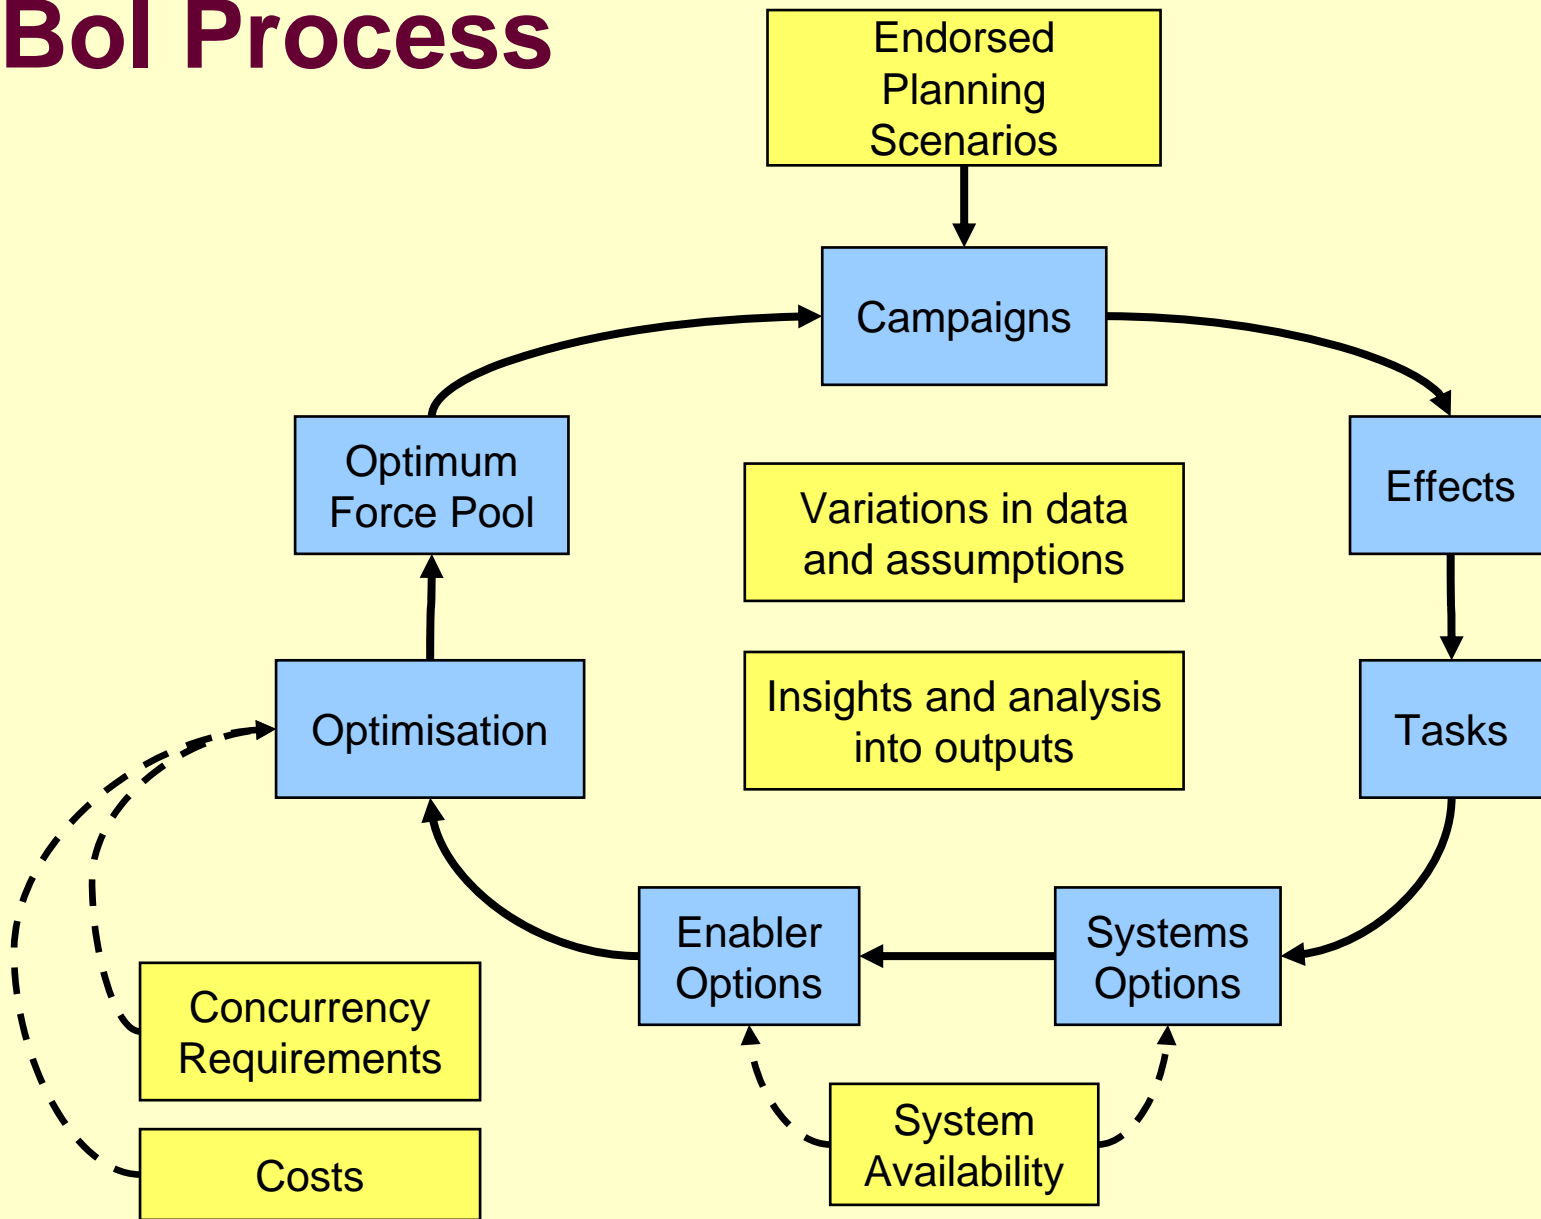 BoI Process
Endorsed
Planning
Scenarios
Campaigns
Optimum
Force Pool
Variations in data
and assumptions
Effects
Insights and analysis
into outputs
Optimisation
Tasks
Enabler
Options
Systems
Options
Concurrency
Requirements
System
Availability
Costs